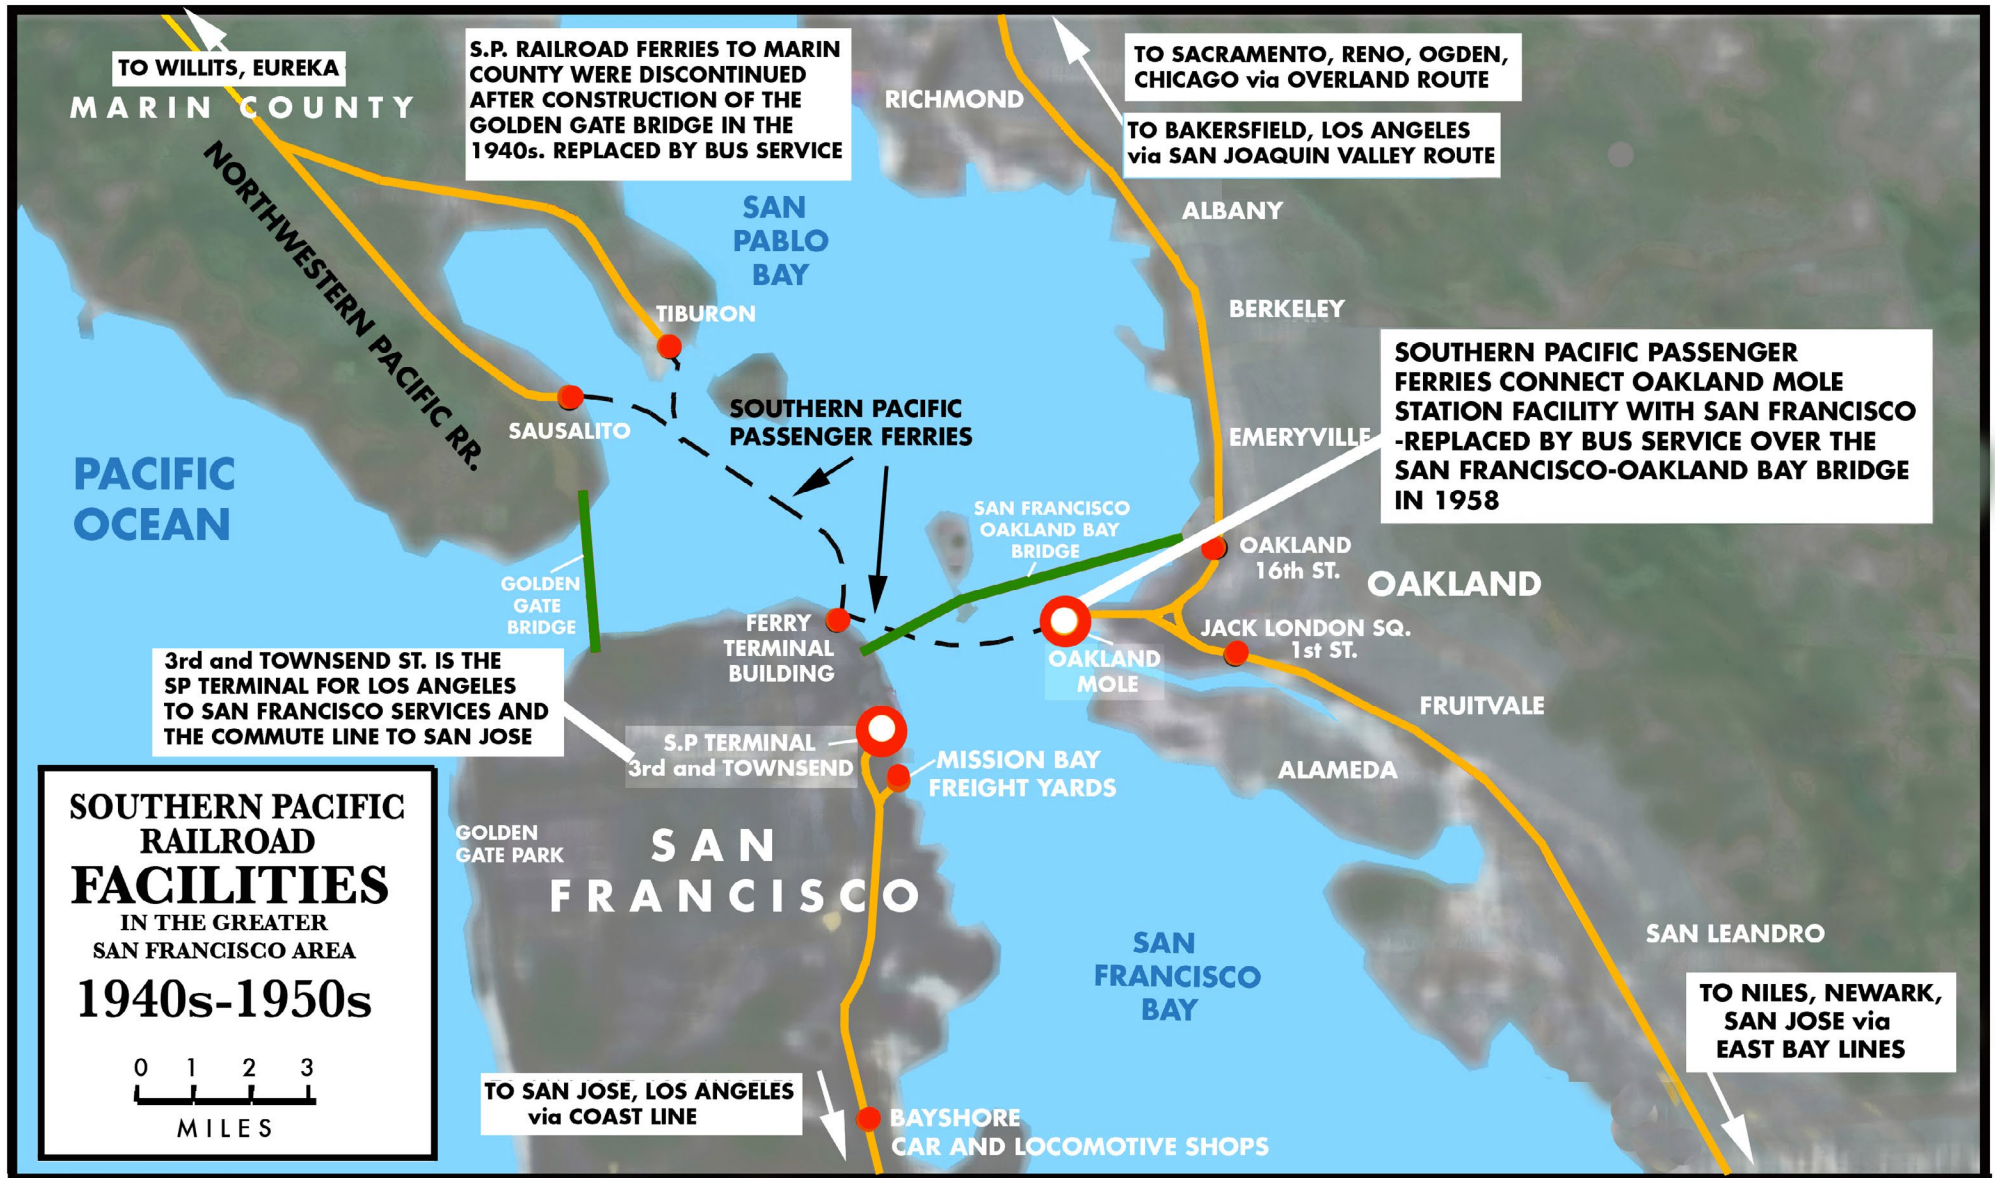 TO WILLITS, EUREKA
MARIN COUNTY
S.P. RAILROAD FERRIES TO MARIN
COUNTY WERE DISCONTINUED
AFTER CONSTRUCTION OF THE
GOLDEN GATE BRIDGE IN THE
1940s. REPLACED BY BUS SERVICE
RICHMOND
TO SACRAMENTO, RENO, OGDEN,
CHICAGO via OVERLAND ROUTE
TO BAKERSFIELD, LOS ANGELES
via SAN JOAQUIN VALLEY ROUTE
NORTHWESTERN PACIFIC RR.
SAN
PABLO
BAY
ALBANY
TIBURON
BERKELEY
SOUTHERN PACIFIC PASSENGER
FERRIES CONNECT OAKLAND MOLE
STATION FACILITY WITH SAN FRANCISCO
-REPLACED BY BUS SERVICE OVER THE
SAN FRANCISCO-OAKLAND BAY BRIDGE
IN 1958
SOUTHERN PACIFIC
PASSENGER FERRIES
SAUSALITO
EMERYVILLE
PACIFIC
OCEAN
SAN FRANCISCO
OAKLAND BAY
BRIDGE
OAKLAND
16th ST.
OAKLAND
GOLDEN
GATE
BRIDGE
FERRY
TERMINAL
BUILDING
JACK LONDON SQ.
1st ST.
OAKLAND
MOLE
3rd and TOWNSEND ST. IS THE
SP TERMINAL FOR LOS ANGELES
TO SAN FRANCISCO SERVICES AND
THE COMMUTE LINE TO SAN JOSE
FRUITVALE
S.P TERMINAL
3rd and TOWNSEND
MISSION BAY
FREIGHT YARDS
ALAMEDA
SOUTHERN PACIFIC
RAILROAD
FACILITIES
IN THE GREATER
SAN FRANCISCO AREA
1940s-1950s
0 1 2 3
MILES
GOLDEN
GATE PARK
SAN
FRANCISCO
SAN
FRANCISCO
BAY
SAN LEANDRO
TO NILES, NEWARK,
SAN JOSE via
EAST BAY LINES
TO SAN JOSE, LOS ANGELES
via COAST LINE
BAYSHORE
CAR AND LOCOMOTIVE SHOPS